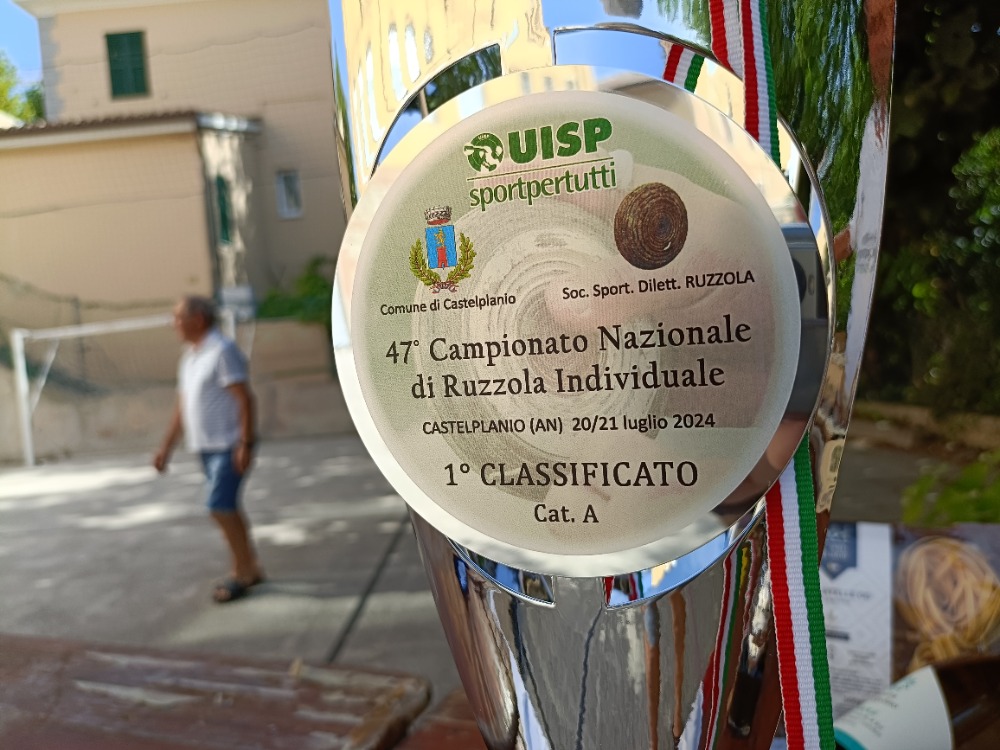 UISP
sportpertutti
Comune di Castelplanio
Soc. Sport. Dilett. RUZZOLA
47° Campionato Nazionale
di Ruzzola Individuale
CASTELPLANIO (AN) 20/21 luglio 2024
1° CLASSIFICATO
Cat. A